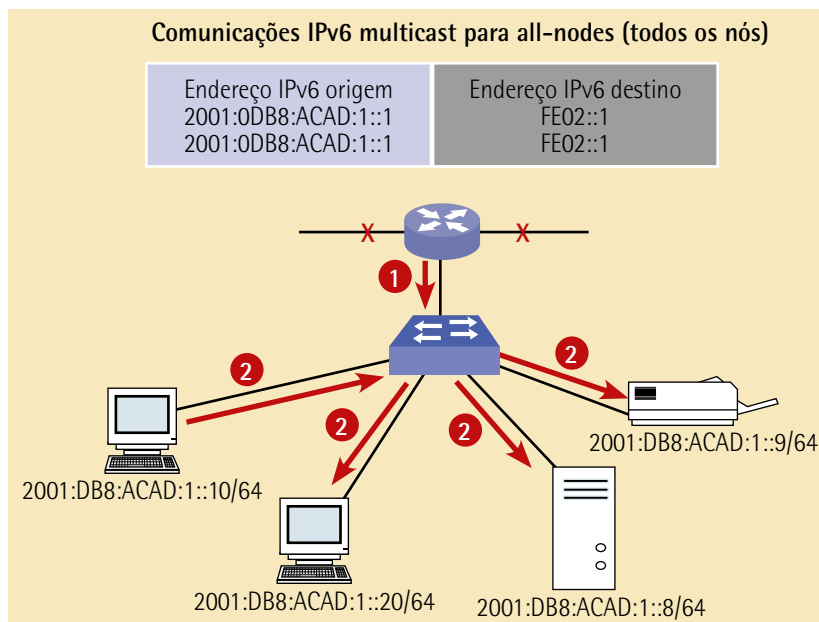 Comunicações IPv6 multicast para all-nodes (todos os nós)
Endereço IPv6 origem
2001:0DB8:ACAD:1::1
2001:0DB8:ACAD:1::1
Endereço IPv6 destino
FE02::1
FE02::1
X
X
1
2
2
2
2
2001:DB8:ACAD:1::9/64
2001:DB8:ACAD:1::10/64
2001:DB8:ACAD:1::20/64
2001:DB8:ACAD:1::8/64